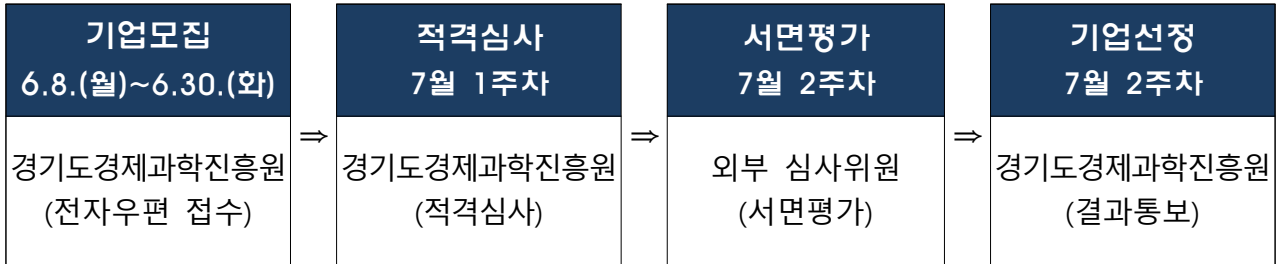 기업모집
6.8.(월)~6.30.(화)
경기도경제과학진흥원
(전자우편 접수)
⇒
적격심사
7월 1주차
경기도경제과학진흥원
(적격심사)
⇒
서면평가
7월 2주차
외부 심사위원
(서면평가)
⇒
기업선정
7월 2주차
경기도경제과학진흥원
(결과통보)